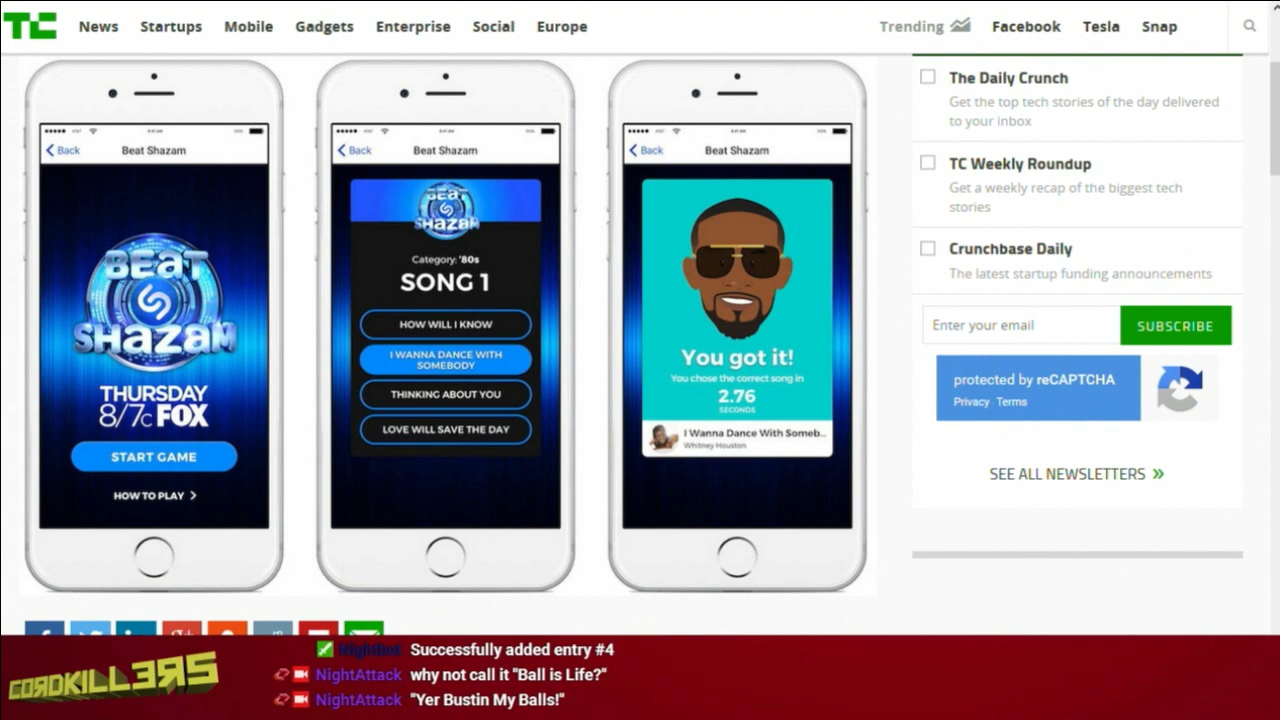 TC News Startups Mobile Gadgets Enterprise Social Europe Trending Facebook Tesla Snap
Back Beat Shazam
BEAT
SHAZAM
THURSDAY
8/7c FOX
START GAME
HOW TO PLAY >
Back Beat Shazam
BEAT
SHAZAM
Category: '80s
SONG 1
HOW WILL I KNOW
I WANNA DANCE WITH
SOMEBODY
THINKING ABOUT YOU
LOVE WILL SAVE THE DAY
Back Beat Shazam
You got it!
You chose the correct song in
2.76
SECONDS
I Wanna Dance With Someb...
Whitney Houston
The Daily Crunch
Get the top tech stories of the day delivered
to your inbox
TC Weekly Roundup
Get a weekly recap of the biggest tech
stories
Crunchbase Daily
The latest startup funding announcements
Enter your email SUBSCRIBE
protected by reCAPTCHA
Privacy Terms
SEE ALL NEWSLETTERS »
CORDKILLERS
Nightbot Successfully added entry #4
NightAttack why not call it "Ball is Life?"
NightAttack "Yer Bustin My Balls!"